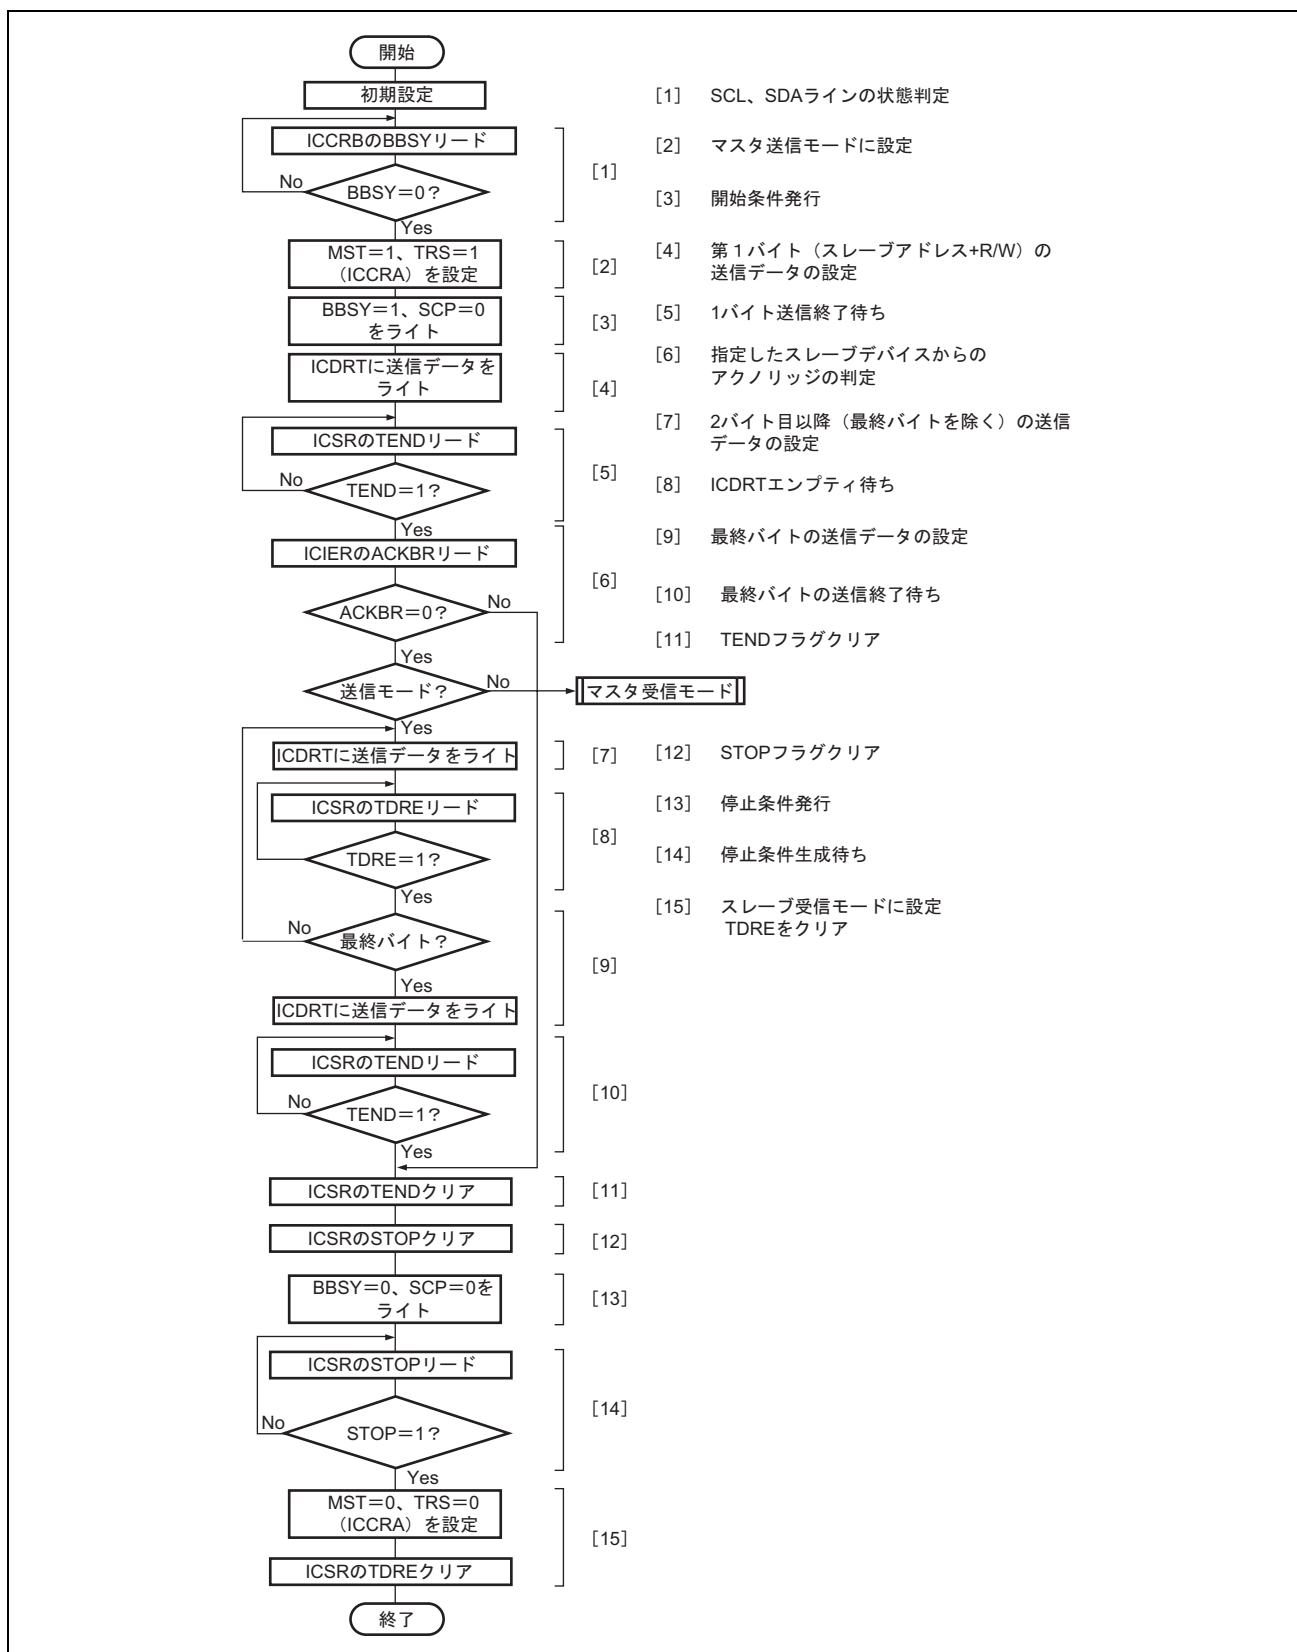 開始
初期設定
ICCRBのBBSYリード
No
BBSY＝0？
Yes
[1]
MST＝1、TRS＝1
（ICCRA）を設定
[2]
BBSY＝1、SCP＝0
をライト
[3]
ICDRTに送信データを
ライト
[4]
ICSRのTENDリード
No
TEND＝1？
Yes
[5]
ICIERのACKBRリード
[6]
ACKBR＝0？
No
Yes
送信モード？
No
マスタ受信モード
Yes
ICDRTに送信データをライト
[7]
ICSRのTDREリード
[8]
TDRE＝1？
Yes
No
最終バイト？
[9]
Yes
ICDRTに送信データをライト
ICSRのTENDリード
[10]
No
TEND＝1？
Yes
ICSRのTENDクリア
[11]
ICSRのSTOPクリア
[12]
BBSY＝0、SCP＝0を
ライト
[13]
ICSRのSTOPリード
[14]
No
STOP＝1？
Yes
MST＝0、TRS＝0
（ICCRA）を設定
[15]
ICSRのTDREクリア
終了
[1] SCL、SDAラインの状態判定
[2] マスタ送信モードに設定
[3] 開始条件発行
[4] 第１バイト（スレーブアドレス+R/W）の
送信データの設定
[5] 1バイト送信終了待ち
[6] 指定したスレーブデバイスからの
アクノリッジの判定
[7] 2バイト目以降（最終バイトを除く）の送信
データの設定
[8] ICDRTエンプティ待ち
[9] 最終バイトの送信データの設定
[10] 最終バイトの送信終了待ち
[11] TENDフラグクリア
[12] STOPフラグクリア
[13] 停止条件発行
[14] 停止条件生成待ち
[15] スレーブ受信モードに設定
TDREをクリア